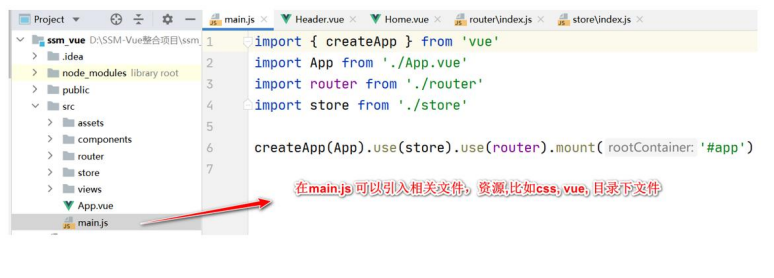 Project
main.js
Header.vue
Home.vue
router\index.js
store\index.js
ssm_vue D:\SSM-Vue整合项目\ssm_
.idea
node_modules library root
public
src
assets
components
router
store
views
App.vue
main.js
1 import { createApp } from 'vue'
2 import App from './App.vue'
3 import router from './router'
4 import store from './store'
5
6 createApp(App).use(store).use(router).mount( rootContainer: '#app')
7
在main.js 可以引入相关文件，资源,比如css, vue, 目录下文件